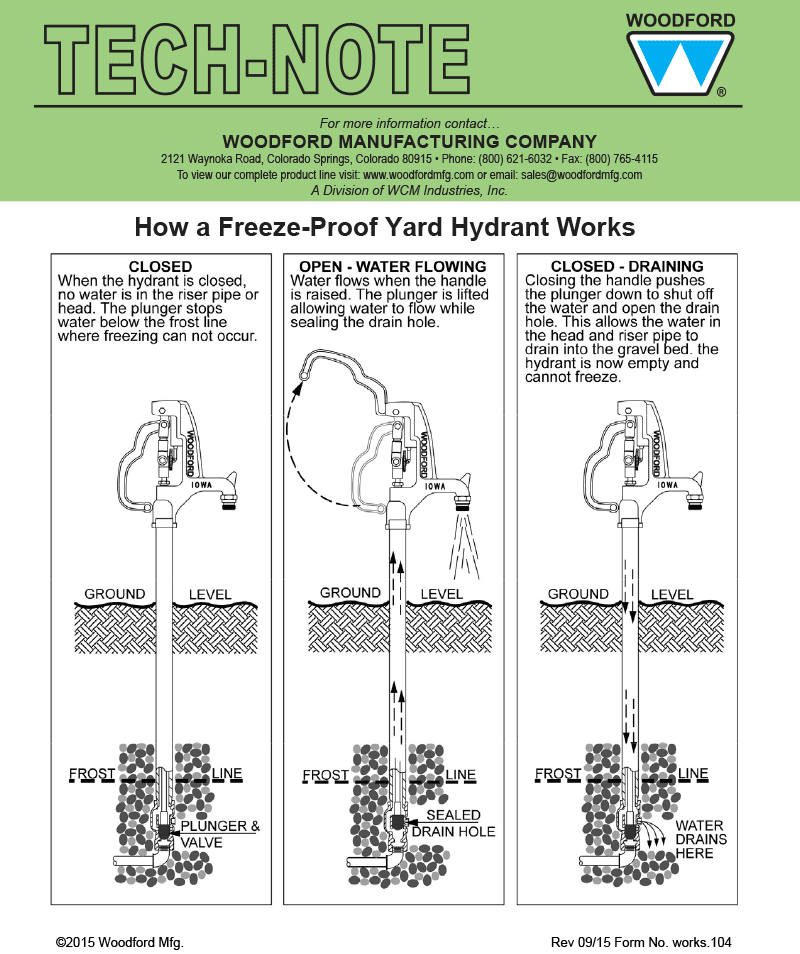 TECH-NOTE
WOODFORD
®
For more information contact…
WOODFORD MANUFACTURING COMPANY
2121 Waynoka Road, Colorado Springs, Colorado 80915 • Phone: (800) 621-6032 • Fax: (800) 765-4115
To view our complete product line visit: www.woodfordmfg.com or email: sales@woodfordmfg.com
A Division of WCM Industries, Inc.
How a Freeze-Proof Yard Hydrant Works
CLOSED
When the hydrant is closed,
no water is in the riser pipe or
head. The plunger stops
water below the frost line
where freezing can not occur.
WOODFORD
IOWA
GROUND LEVEL
FROST LINE
PLUNGER &
VALVE
OPEN - WATER FLOWING
Water flows when the handle
is raised. The plunger is lifted
allowing water to flow while
sealing the drain hole.
WOODFORD
IOWA
GROUND LEVEL
FROST LINE
SEALED
DRAIN HOLE
CLOSED - DRAINING
Closing the handle pushes
the plunger down to shut off
the water and open the drain
hole. This allows the water in
the head and riser pipe to
drain into the gravel bed. the
hydrant is now empty and
cannot freeze.
WOODFORD
IOWA
GROUND LEVEL
FROST LINE
WATER
DRAINS
HERE
©2015 Woodford Mfg.
Rev 09/15 Form No. works.104